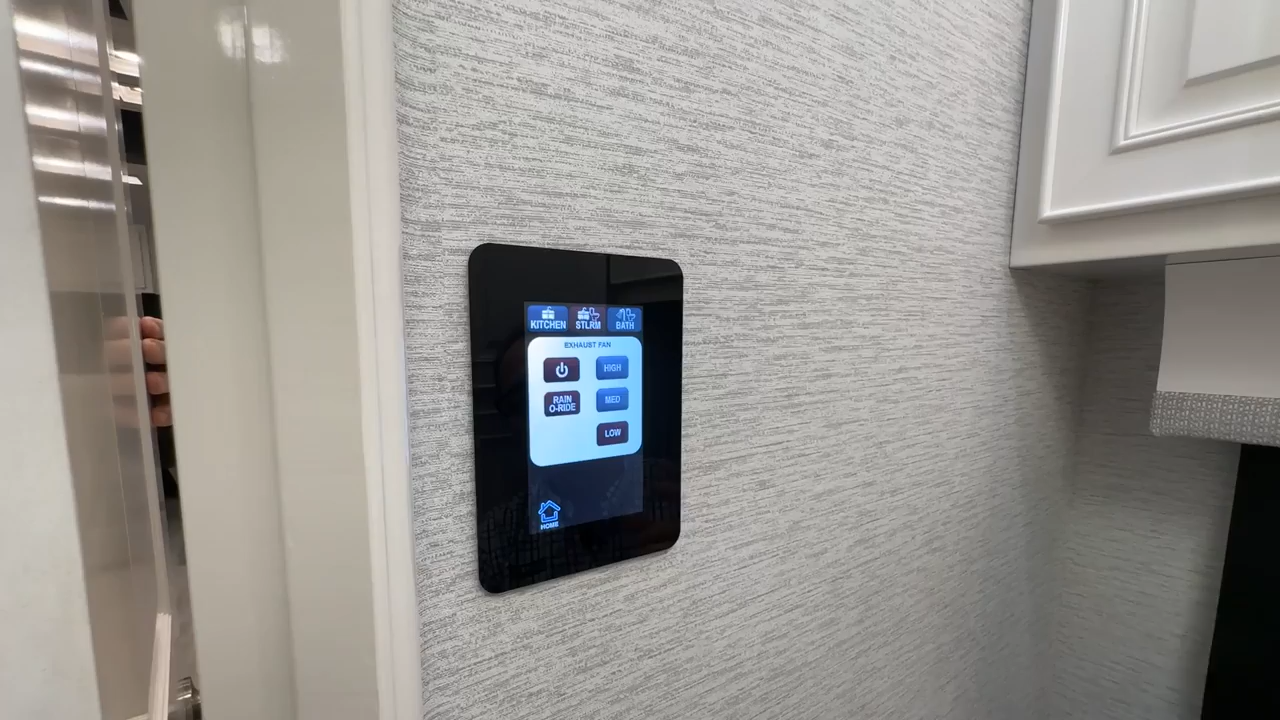 KITCHEN STLRM BATH
EXHAUST FAN
HIGH
RAIN O-RIDE
MED
LOW
HOME